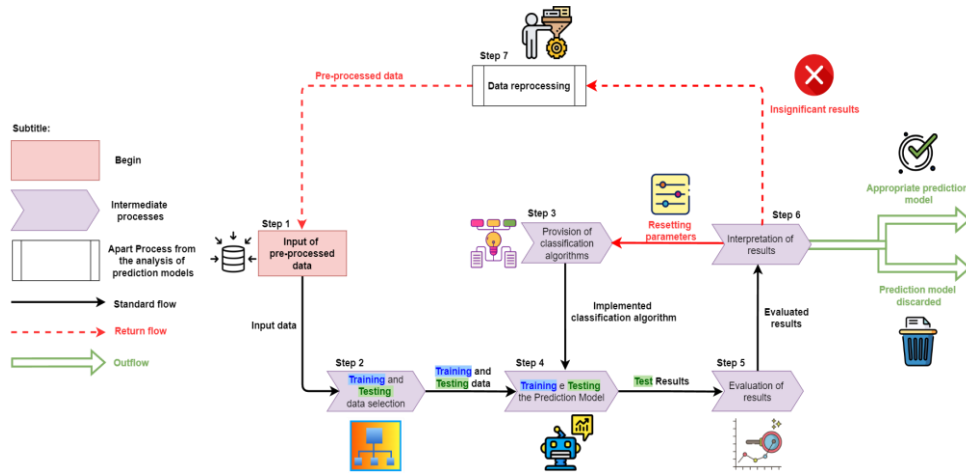 Step 7
Data reprocessing
Pre-processed data
Insignificant results
Subtitle:
Begin
Intermediate
processes
Apart Process from
the analysis of
prediction models
Standard flow
Return flow
Outflow
Step 1
Input of
pre-processed
data
Step 3
Provision of
classification
algorithms
Resetting
parameters
Step 6
Interpretation of
results
Appropriate prediction
model
Prediction model
discarded
Input data
Implemented
classification algorithm
Evaluated
results
Step 2
Training and
Testing
data selection
Training and
Testing data
Step 4
Training e Testing
the Prediction Model
Test Results
Step 5
Evaluation of
results